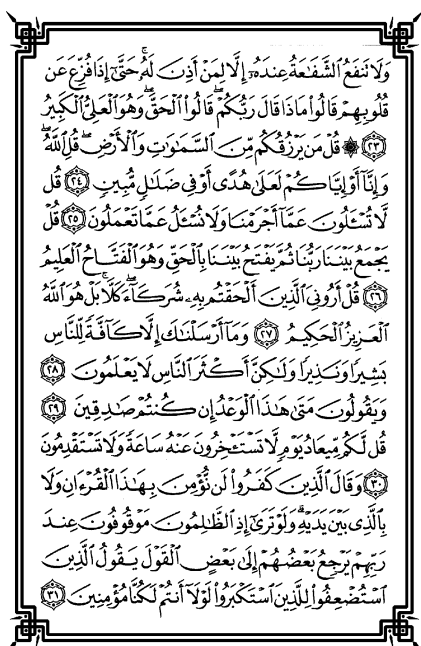 وَلَا تَنفَعُ ٱلشَّفَٰعَةُ عِندَهُۥٓ إِلَّا لِمَنْ أَذِنَ لَهُۥ ۚ حَتَّىٰٓ إِذَا فُزِّعَ عَن
قُلُوبِهِمْ قَالُوا۟ مَاذَا قَالَ رَبُّكُمْ ۖ قَالُوا۟ ٱلْحَقَّ ۖ وَهُوَ ٱلْعَلِىُّ ٱلْكَبِيرُ
﴿٢٣﴾ ۞ قُلْ مَن يَرْزُقُكُم مِّنَ ٱلسَّمَٰوَٰتِ وَٱلْأَرْضِ ۖ قُلِ ٱللَّهُ ۖ
وَإِنَّآ أَوْ إِيَّاكُمْ لَعَلَىٰ هُدًى أَوْ فِى ضَلَٰلٍ مُّبِينٍ ﴿٢٤﴾ قُل
لَّا تُسْـَٔلُونَ عَمَّآ أَجْرَمْنَا وَلَا نُسْـَٔلُ عَمَّا تَعْمَلُونَ ﴿٢٥﴾ قُلْ
يَجْمَعُ بَيْنَنَا رَبُّنَا ثُمَّ يَفْتَحُ بَيْنَنَا بِٱلْحَقِّ وَهُوَ ٱلْفَتَّاحُ ٱلْعَلِيمُ
﴿٢٦﴾ قُلْ أَرُونِىَ ٱلَّذِينَ أَلْحَقْتُم بِهِۦ شُرَكَآءَ ۖ كَلَّا ۚ بَلْ هُوَ ٱللَّهُ
ٱلْعَزِيزُ ٱلْحَكِيمُ ﴿٢٧﴾ وَمَآ أَرْسَلْنَٰكَ إِلَّا كَآفَّةً لِّلنَّاسِ
بَشِيرًا وَنَذِيرًا وَلَٰكِنَّ أَكْثَرَ ٱلنَّاسِ لَا يَعْلَمُونَ ﴿٢٨﴾
وَيَقُولُونَ مَتَىٰ هَٰذَا ٱلْوَعْدُ إِن كُنتُمْ صَٰدِقِينَ ﴿٢٩﴾
قُل لَّكُم مِّيعَادُ يَوْمٍ لَّا تَسْتَـْٔخِرُونَ عَنْهُ سَاعَةً وَلَا تَسْتَقْدِمُونَ
﴿٣٠﴾ وَقَالَ ٱلَّذِينَ كَفَرُوا۟ لَن نُّؤْمِنَ بِهَٰذَا ٱلْقُرْءَانِ وَلَا
بِٱلَّذِى بَيْنَ يَدَيْهِ ۗ وَلَوْ تَرَىٰٓ إِذِ ٱلظَّٰلِمُونَ مَوْقُوفُونَ عِندَ
رَبِّهِمْ يَرْجِعُ بَعْضُهُمْ إِلَىٰ بَعْضٍ ٱلْقَوْلَ يَقُولُ ٱلَّذِينَ
ٱسْتُضْعِفُوا۟ لِلَّذِينَ ٱسْتَكْبَرُوا۟ لَوْلَآ أَنتُمْ لَكُنَّا مُؤْمِنِينَ ﴿٣١﴾